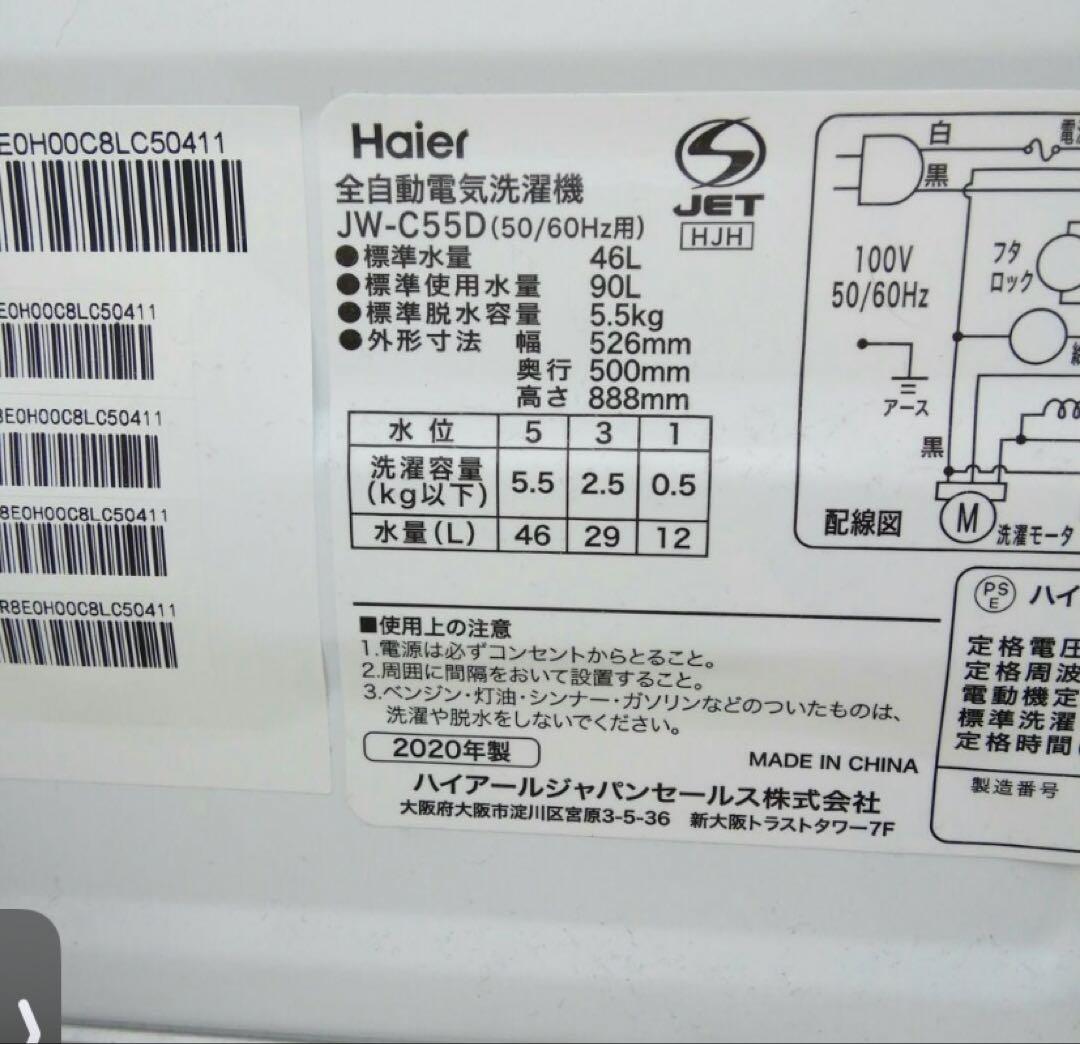 E0H00C8LC50411
E0H00C8LC50411
8E0H00C8LC50411
8E0H00C8LC50411
R8E0H00C8LC50411
Haier
全自動電気洗濯機
JW-C55D(50/60Hz用)
●標準水量 46L
●標準使用水量 90L
●標準脱水容量 5.5kg
●外形寸法 幅 526mm
奥行 500mm
高さ 888mm
JET
HJH
水位 5 3 1
洗濯容量
(kg以下) 5.5 2.5 0.5
水量(L) 46 29 12
白
黒
100V
50/60Hz
フタ
ロック
アース
黒
配線図
M
洗濯モータ
■使用上の注意
1.電源は必ずコンセントからとること。
2.周囲に間隔をおいて設置すること。
3.ベンジン・灯油・シンナー・ガソリンなどのついたものは、
洗濯や脱水をしないでください。
2020年製
MADE IN CHINA
ハイアールジャパンセールス株式会社
大阪府大阪市淀川区宮原3-5-36 新大阪トラストタワー7F
PS
E
ハイ
定格電圧
定格周波
電動機定
標準洗濯
定格時間
製造番号